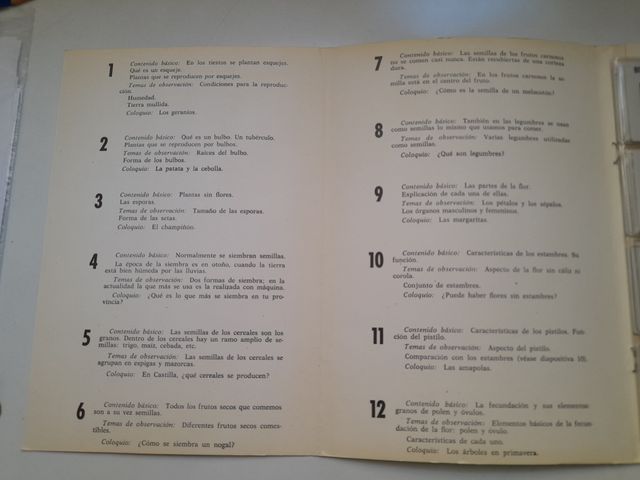 1
Contenido básico: En los tiestos se plantan esquejes.
Qué es un esqueje.
Plantas que se reproducen por esquejes.
Temas de observación: Condiciones para la reproduc-
ción.
Humedad.
Tierra mullida.
Coloquio: Los geranios.
2
Contenido básico: Qué es un bulbo. Un tubérculo.
Plantas que se reproducen por bulbos.
Temas de observación: Raíces del bulbo.
Forma de los bulbos.
Coloquio: La patata y la cebolla.
3
Contenido básico: Plantas sin flores.
Las esporas.
Temas de observación: Tamaño de las esporas.
Forma de las setas.
Coloquio: El champiñón.
4
Contenido básico: Normalmente se siembran semillas.
La época de la siembra es en otoño, cuando la tierra
está bien húmeda por las lluvias.
Temas de observación: Dos formas de siembra; en la
actualidad la que más se usa es la realizada con máquina.
Coloquio: ¿Qué es lo que más se siembra en tu pro-
vincia?
5
Contenido básico: Las semillas de los cereales son los
granos. Dentro de los cereales hay un ramo amplio de se-
millas: trigo, maíz, cebada, etc.
Temas de observación: Las semillas de los cereales se
agrupan en espigas y mazorcas.
Coloquio: En Castilla, ¿qué cereales se producen?
6
Contenido básico: Todos los frutos secos que comemos
son a su vez semillas.
Temas de observación: Diferentes frutos secos comes-
tibles.
Coloquio: ¿Cómo se siembra un nogal?
7
Contenido básico: Las semillas de los frutos carnosos
no se comen casi nunca. Están recubiertas de una corteza
dura.
Temas de observación: En los frutos carnosos la se-
milla está en el centro del fruto.
Coloquio: ¿Cómo es la semilla de un melocotón?
8
Contenido básico: También en las legumbres se usan
como semillas lo mismo que usamos para comer.
Temas de observación: Varias legumbres utilizadas
como semillas.
Coloquio: ¿Qué son legumbres?
9
Contenido básico: Las partes de la flor.
Explicación de cada una de ellas.
Temas de observación: Los pétalos y los sépalos.
Los órganos masculinos y femeninos.
Coloquio: Las margaritas.
10
Contenido básico: Características de los estambres. Su
función.
Temas de observación: Aspecto de la flor sin cáliz ni
corola.
Conjunto de estambres.
Coloquio: ¿Puede haber flores sin estambres?
11
Contenido básico: Características de los pistilos. Fun-
ción del pistilo.
Temas de observación: Aspecto del pistilo.
Comparación con los estambres (véase diapositiva 10).
Coloquio: Las amapolas.
12
Contenido básico: La fecundación y sus elementos:
granos de polen y óvulos.
Temas de observación: Elementos básicos de la fecun-
dación de la flor: polen y óvulo.
Características de cada uno.
Coloquio: Los árboles en primavera.